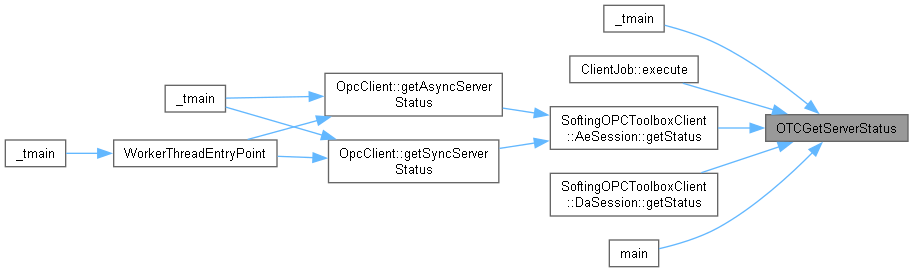 _tmain
ClientJob::execute
OpcClient::getAsyncServer
Status
_tmain
SoftingOPCToolboxClient
::AeSession::getStatus
OTCGetServerStatus
_tmain
WorkerThreadEntryPoint
OpcClient::getSyncServer
Status
SoftingOPCToolboxClient
::DaSession::getStatus
main